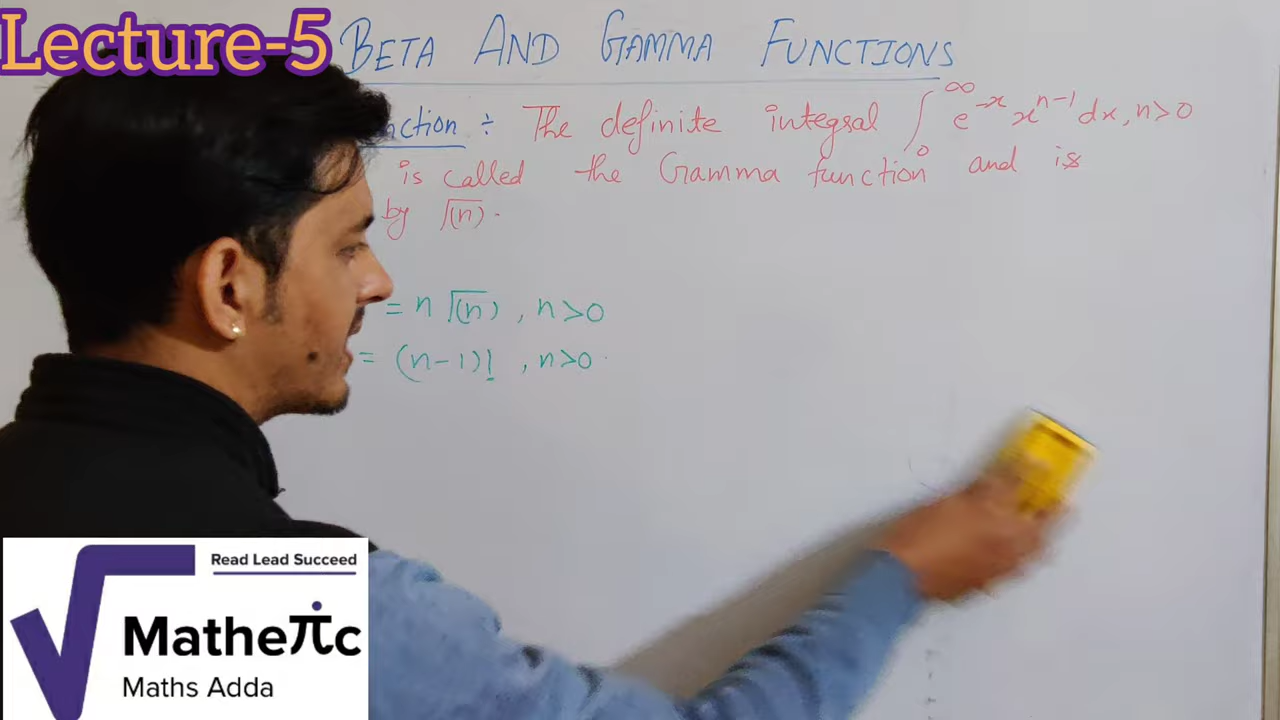 Lecture-5
BETA AND GAMMA FUNCTIONS
nction ÷ The definite integral ∫₀^∞ e^{-x} x^{n-1} dx, n>0
is called the Gamma function and is
by Γ(n).
= n Γ(n), n>0
= (n-1)!, n>0
Read Lead Succeed
Matheπc
Maths Adda